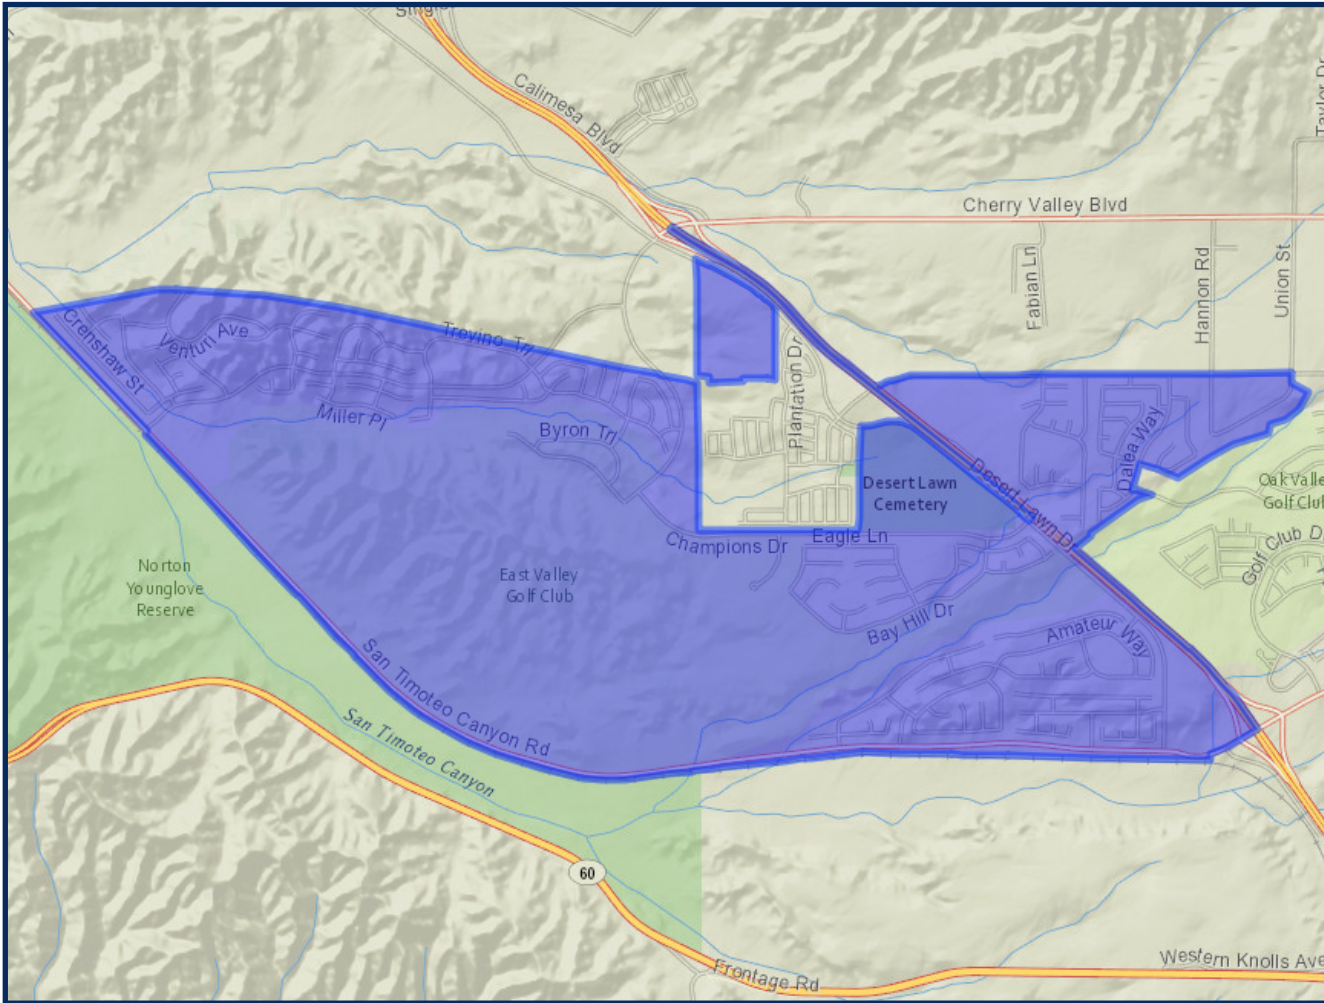 Calimesa Blvd
Taylor Dr
Cherry Valley Blvd
Fabian Ln
Hannon Rd
Union St
Crenshaw St
Venturi Ave
Trevino Trl
Miller Pl
Byron Trl
Plantation Dr
Dalea Way
Desert Lawn
Cemetery
Desert Lawn Dr
Oak Valle
Golf Clu
Champions Dr
Eagle Ln
Golf Club D
Norton
Younglove
Reserve
East Valley
Golf Club
Bay Hill Dr
Amateur Way
San Timoteo Canyon Rd
San Timoteo Canyon
60
Frontage Rd
Western Knolls Ave